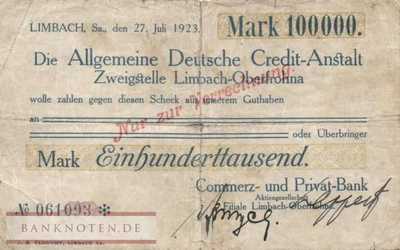 LIMBACH, Sa., den 27. Juli 1923.
Mark 100000.
Die Allgemeine Deutsche Credit-Anstalt
Zweigstelle Limbach-Oberfrohna
wolle zahlen gegen diesen Scheck aus unserem Guthaben
an
oder Überbringer
Nur zur Verrechnung.
Mark Einhunderttausend.
Commerz- und Privat-Bank
Aktiengesellschaft
Filiale Limbach-Oberfrohna.
№ 061093 ✻
BANKNOTEN.DE
LIMBACH, SA.